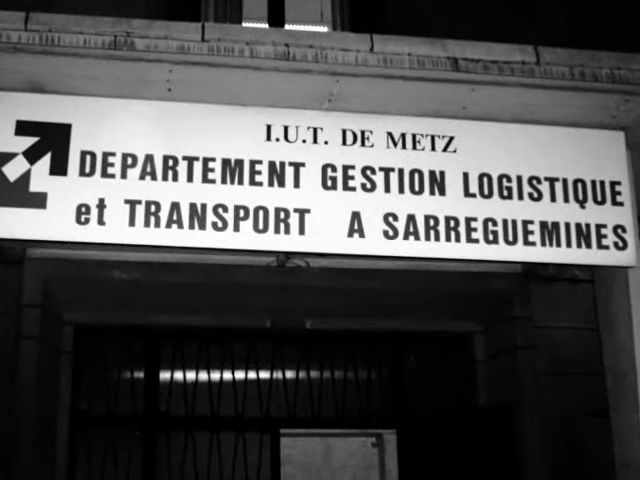 I.U.T. DE METZ
DEPARTEMENT GESTION LOGISTIQUE
et TRANSPORT A SARREGUEMINES